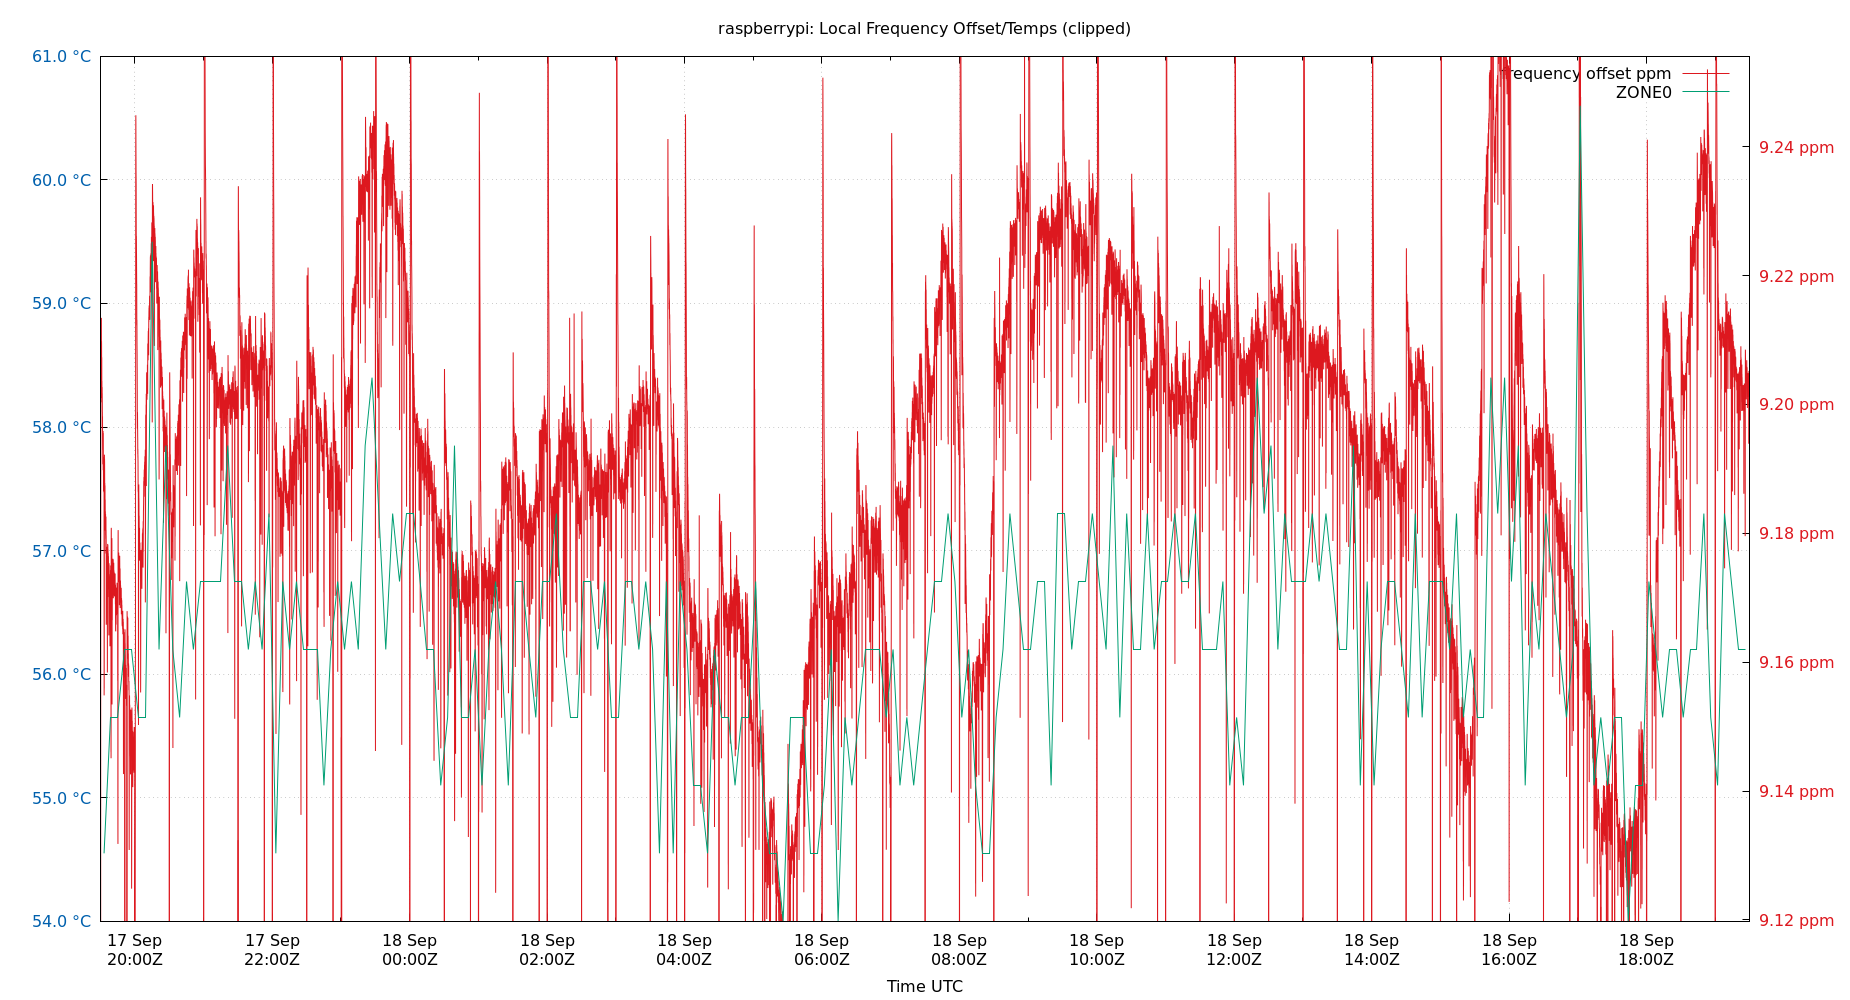 raspberrypi: Local Frequency Offset/Temps (clipped)
61.0 °C
60.0 °C
59.0 °C
58.0 °C
57.0 °C
56.0 °C
55.0 °C
54.0 °C
frequency offset ppm
ZONE0
9.24 ppm
9.22 ppm
9.20 ppm
9.18 ppm
9.16 ppm
9.14 ppm
9.12 ppm
17 Sep 17 Sep 18 Sep 18 Sep 18 Sep 18 Sep 18 Sep 18 Sep 18 Sep 18 Sep 18 Sep 18 Sep
20:00Z 22:00Z 00:00Z 02:00Z 04:00Z 06:00Z 08:00Z 10:00Z 12:00Z 14:00Z 16:00Z 18:00Z
Time UTC